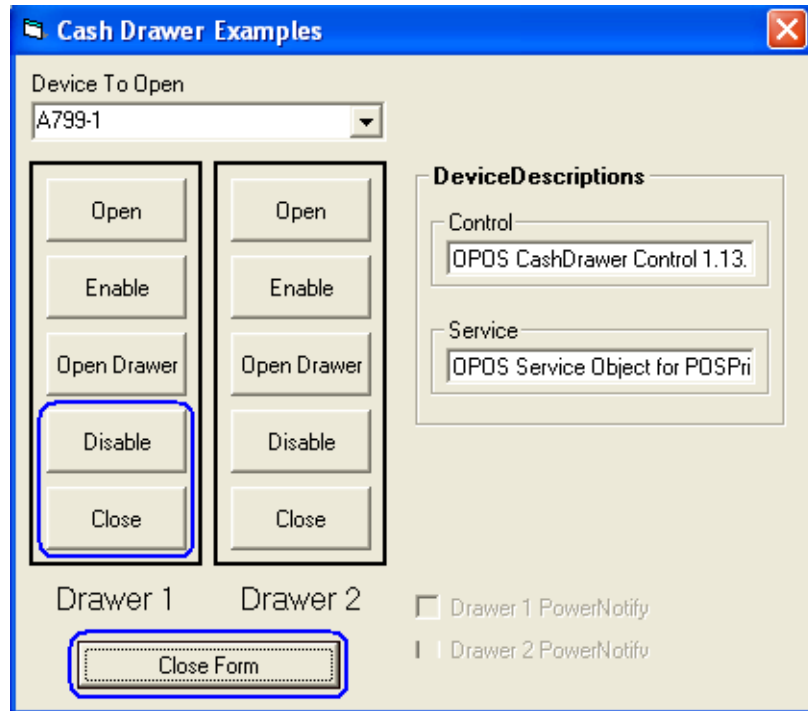 Cash Drawer Examples
Device To Open
A799-1
Open
Enable
Open Drawer
Disable
Close
Drawer 1
Open
Enable
Open Drawer
Disable
Close
Drawer 2
Close Form
DeviceDescriptions
Control
OPOS CashDrawer Control 1.13.
Service
OPOS Service Object for POSPri
Drawer 1 PowerNotify
Drawer 2 PowerNotify